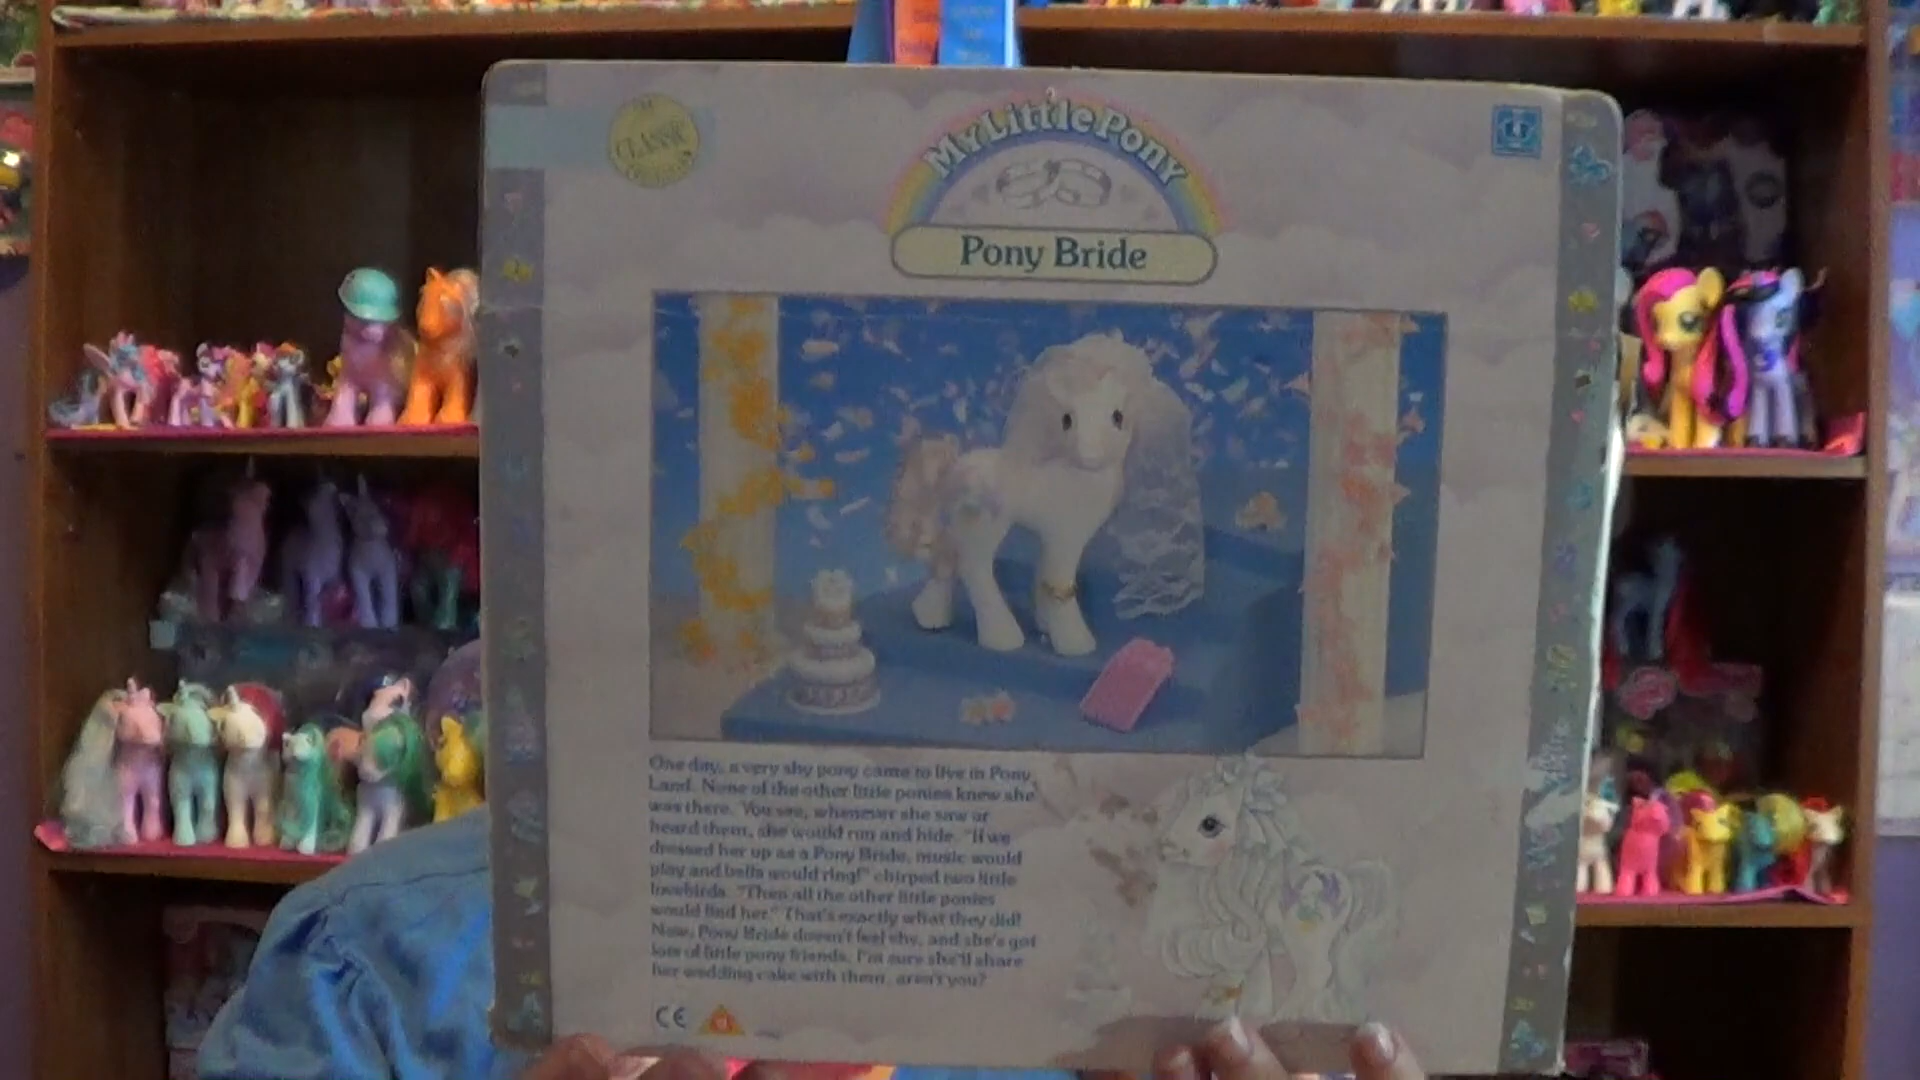 CLASSIC
My Little Pony
Pony Bride
One day, a very shy pony came to live in Pony
Land. None of the other little ponies knew she
was there. You see, whenever she saw or
heard them, she would run and hide. "If we
dressed her up as a Pony Bride, music would
play and bells would ring!" chirped two little
lovebirds. "Then all the other little ponies
would find her." That's exactly what they did!
Now, Pony Bride doesn't feel shy, and she's got
lots of little pony friends. I'm sure she'll share
her wedding cake with them, aren't you?
CE